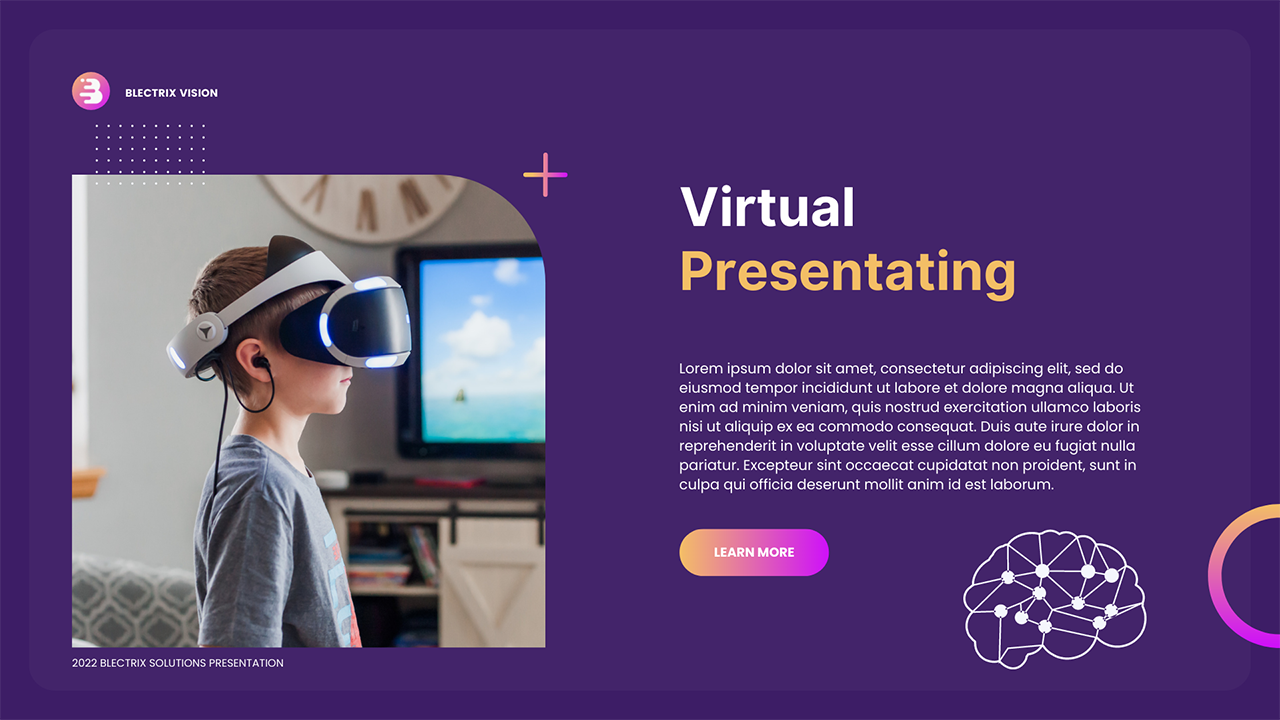 BLECTRIX VISION
Virtual
Presentating
Lorem ipsum dolor sit amet, consectetur adipiscing elit, sed do
eiusmod tempor incididunt ut labore et dolore magna aliqua. Ut
enim ad minim veniam, quis nostrud exercitation ullamco laboris
nisi ut aliquip ex ea commodo consequat. Duis aute irure dolor in
reprehenderit in voluptate velit esse cillum dolore eu fugiat nulla
pariatur. Excepteur sint occaecat cupidatat non proident, sunt in
culpa qui officia deserunt mollit anim id est laborum.
LEARN MORE
2022 BLECTRIX SOLUTIONS PRESENTATION